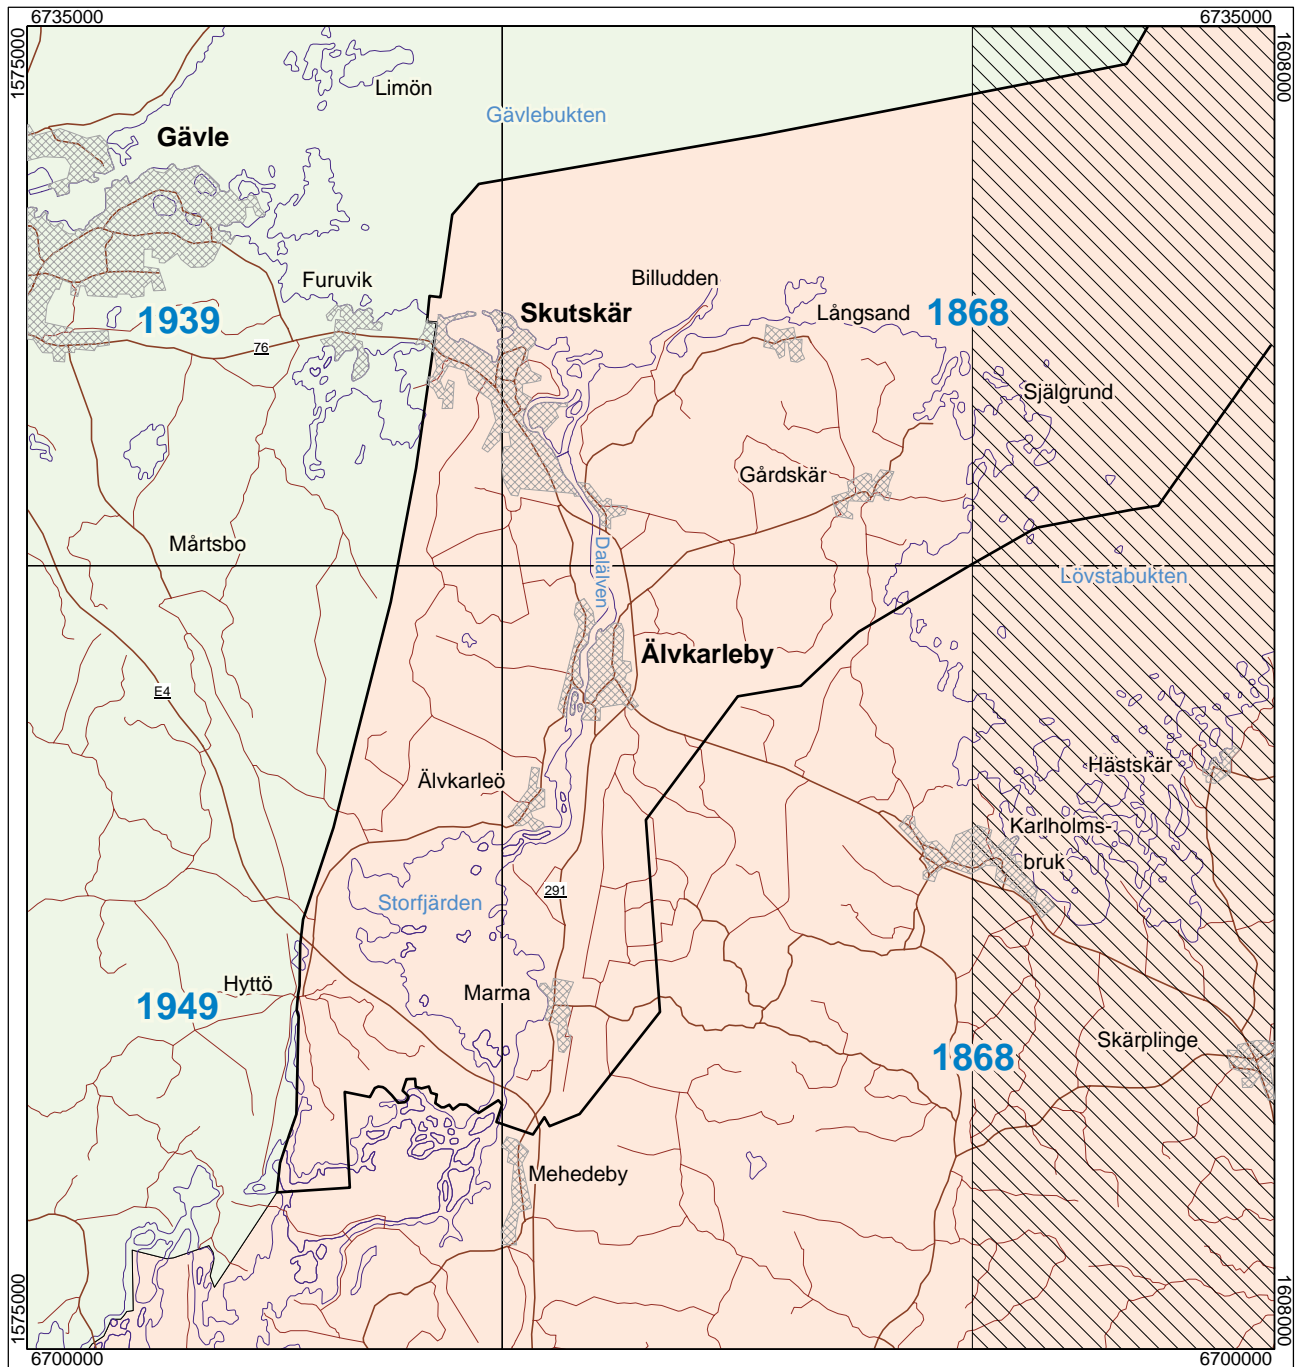 6735000
6735000
1575000
1608000
Limön
Gävlebukten
Gävle
Furuvik
Billudden
Skutskär
Långsand
1868
1939
76
Själgrund
Gårdskär
Mårtsbo
Dalälven
Lövstabukten
Älvkarleby
E4
Hästskär
Älvkarleö
Karlholms-
bruk
291
Storfjärden
Hyttö
Marma
1949
Skärplinge
1868
Mehedeby
1575000
1608000
6700000
6700000